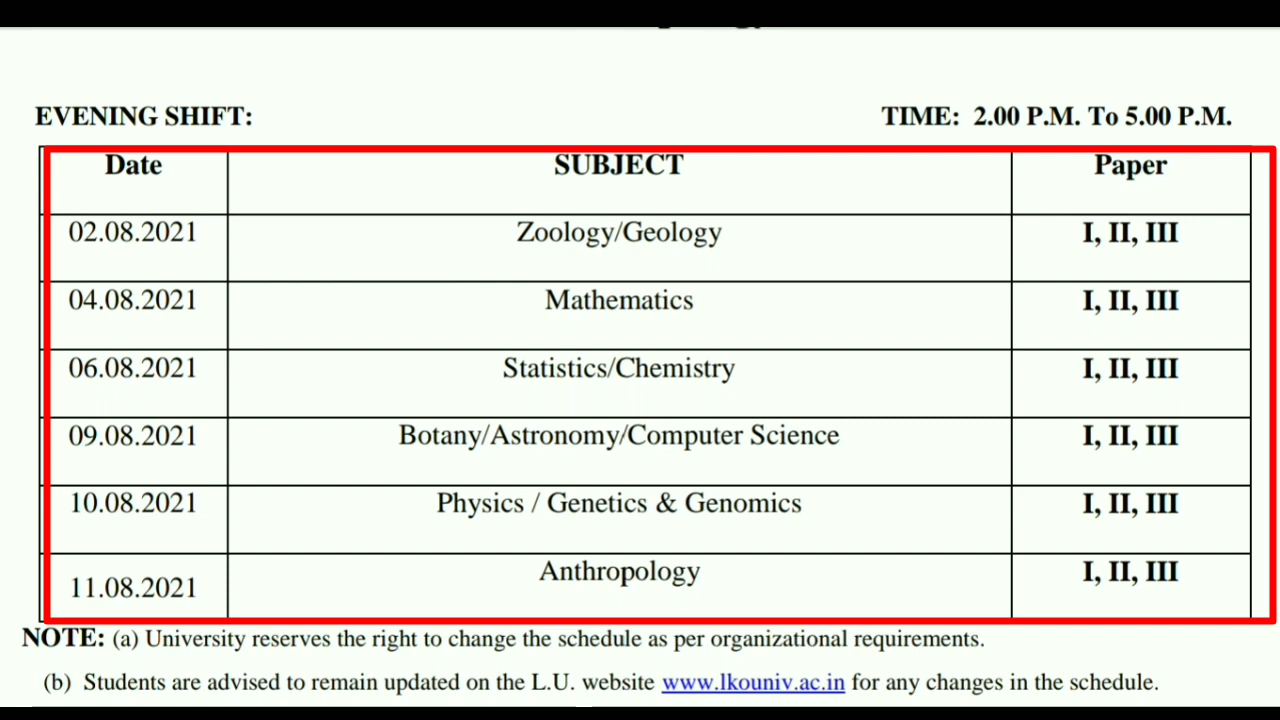 EVENING SHIFT: TIME: 2.00 P.M. To 5.00 P.M.
Date SUBJECT Paper
02.08.2021 Zoology/Geology I, II, III
04.08.2021 Mathematics I, II, III
06.08.2021 Statistics/Chemistry I, II, III
09.08.2021 Botany/Astronomy/Computer Science I, II, III
10.08.2021 Physics / Genetics & Genomics I, II, III
11.08.2021 Anthropology I, II, III
NOTE: (a) University reserves the right to change the schedule as per organizational requirements.
(b) Students are advised to remain updated on the L.U. website www.lkouniv.ac.in for any changes in the schedule.